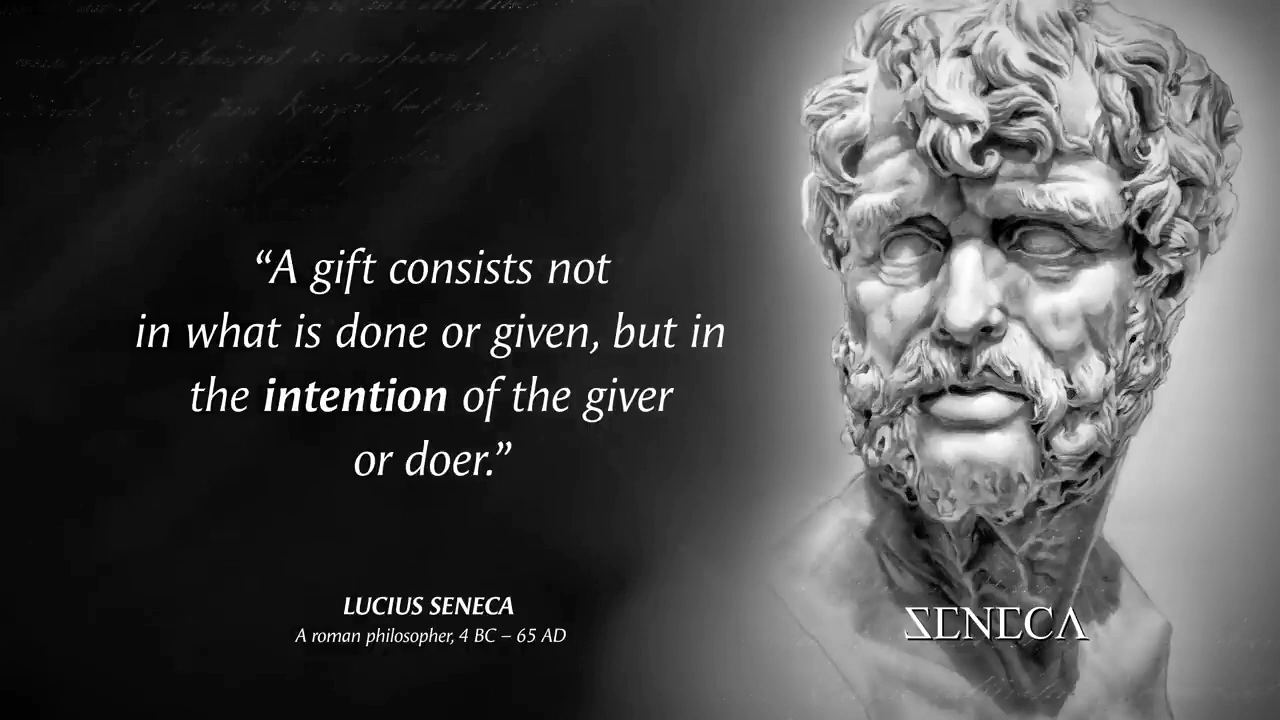 “A gift consists not
in what is done or given, but in
the intention of the giver
or doer.”
LUCIUS SENECA
A roman philosopher, 4 BC – 65 AD
SENECA